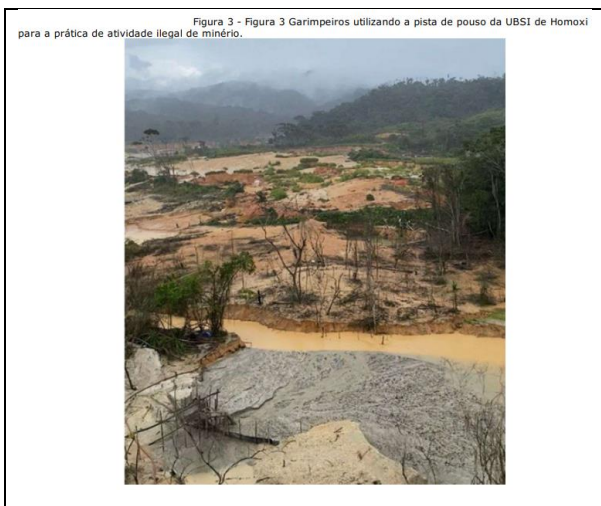 Figura 3 - Figura 3 Garimpeiros utilizando a pista de pouso da UBSI de Homoxi
para a prática de atividade ilegal de minério.